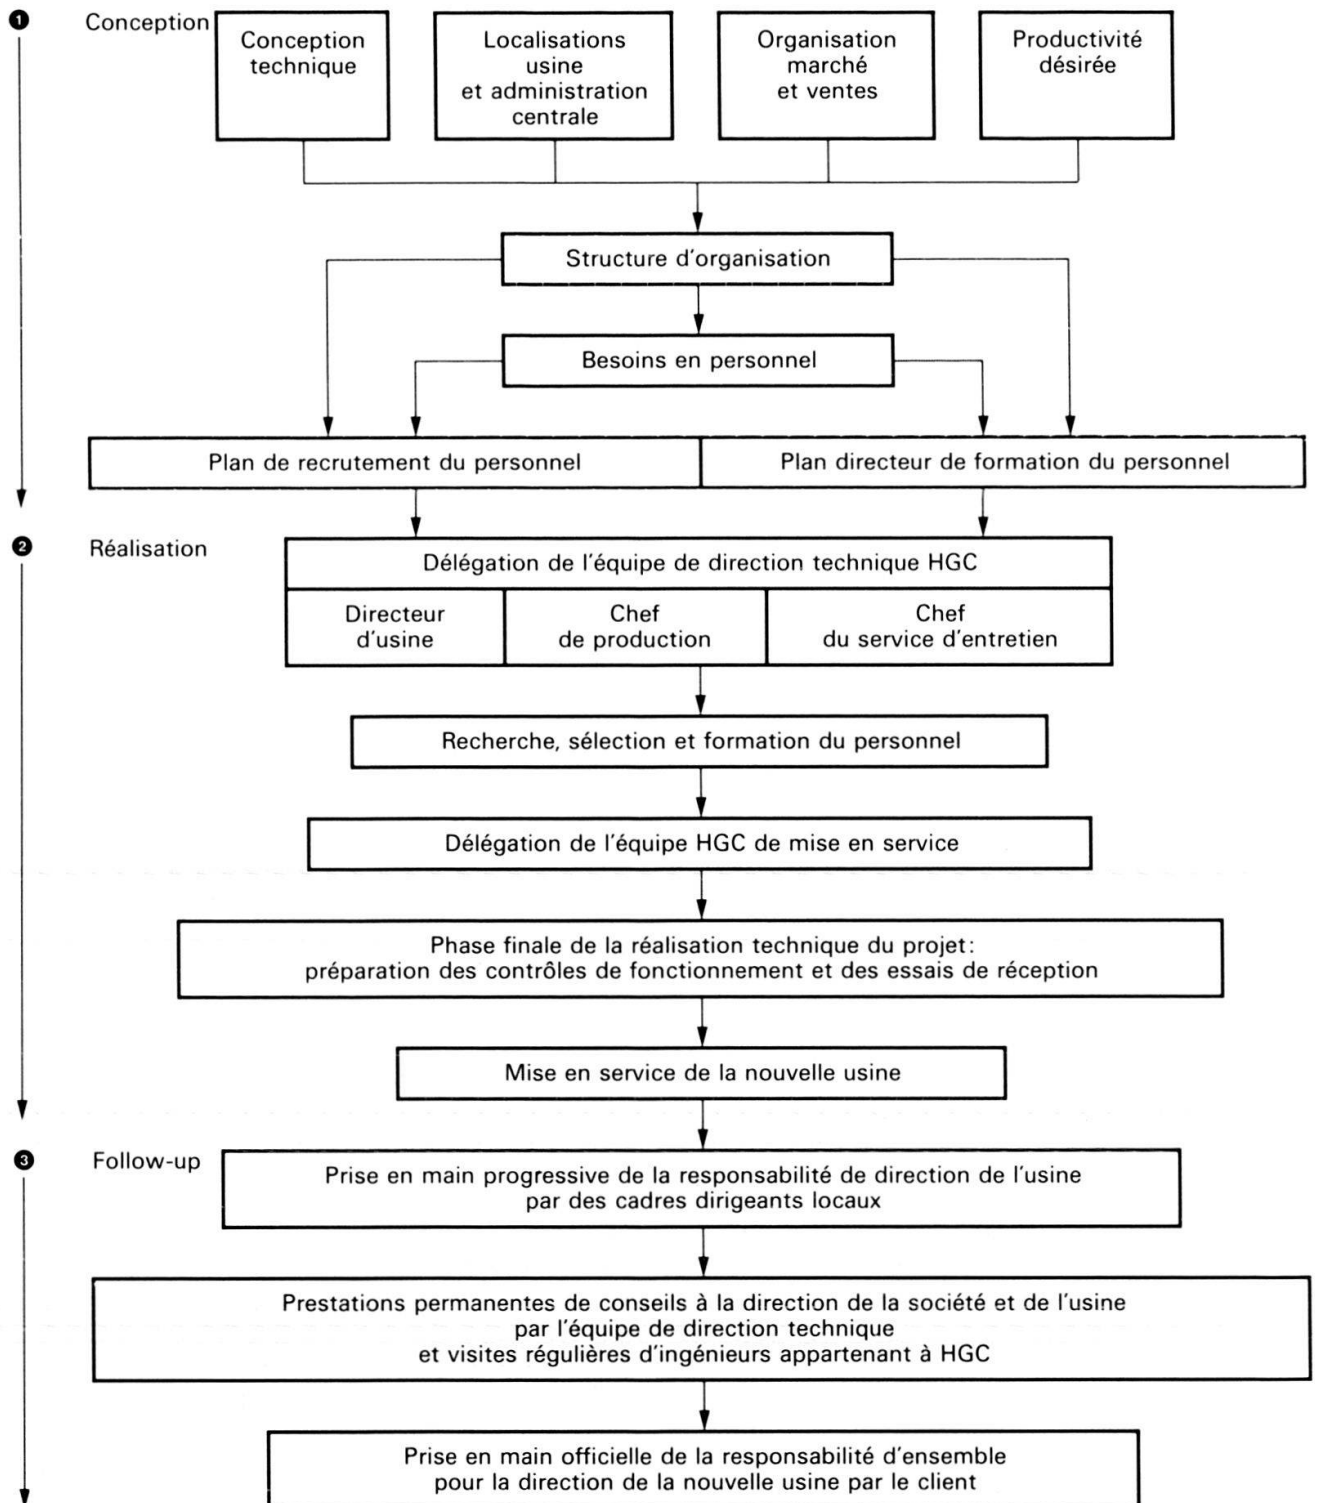 ❶ Conception
Conception
technique
Localisations
usine
et administration
centrale
Organisation
marché
et ventes
Productivité
désirée
Structure d'organisation
Besoins en personnel
Plan de recrutement du personnel
Plan directeur de formation du personnel
❷ Réalisation
Délégation de l'équipe de direction technique HGC
Directeur
d'usine
Chef
de production
Chef
du service d'entretien
Recherche, sélection et formation du personnel
Délégation de l'équipe HGC de mise en service
Phase finale de la réalisation technique du projet:
préparation des contrôles de fonctionnement et des essais de réception
Mise en service de la nouvelle usine
❸ Follow-up
Prise en main progressive de la responsabilité de direction de l'usine
par des cadres dirigeants locaux
Prestations permanentes de conseils à la direction de la société et de l'usine
par l'équipe de direction technique
et visites régulières d'ingénieurs appartenant à HGC
Prise en main officielle de la responsabilité d'ensemble
pour la direction de la nouvelle usine par le client